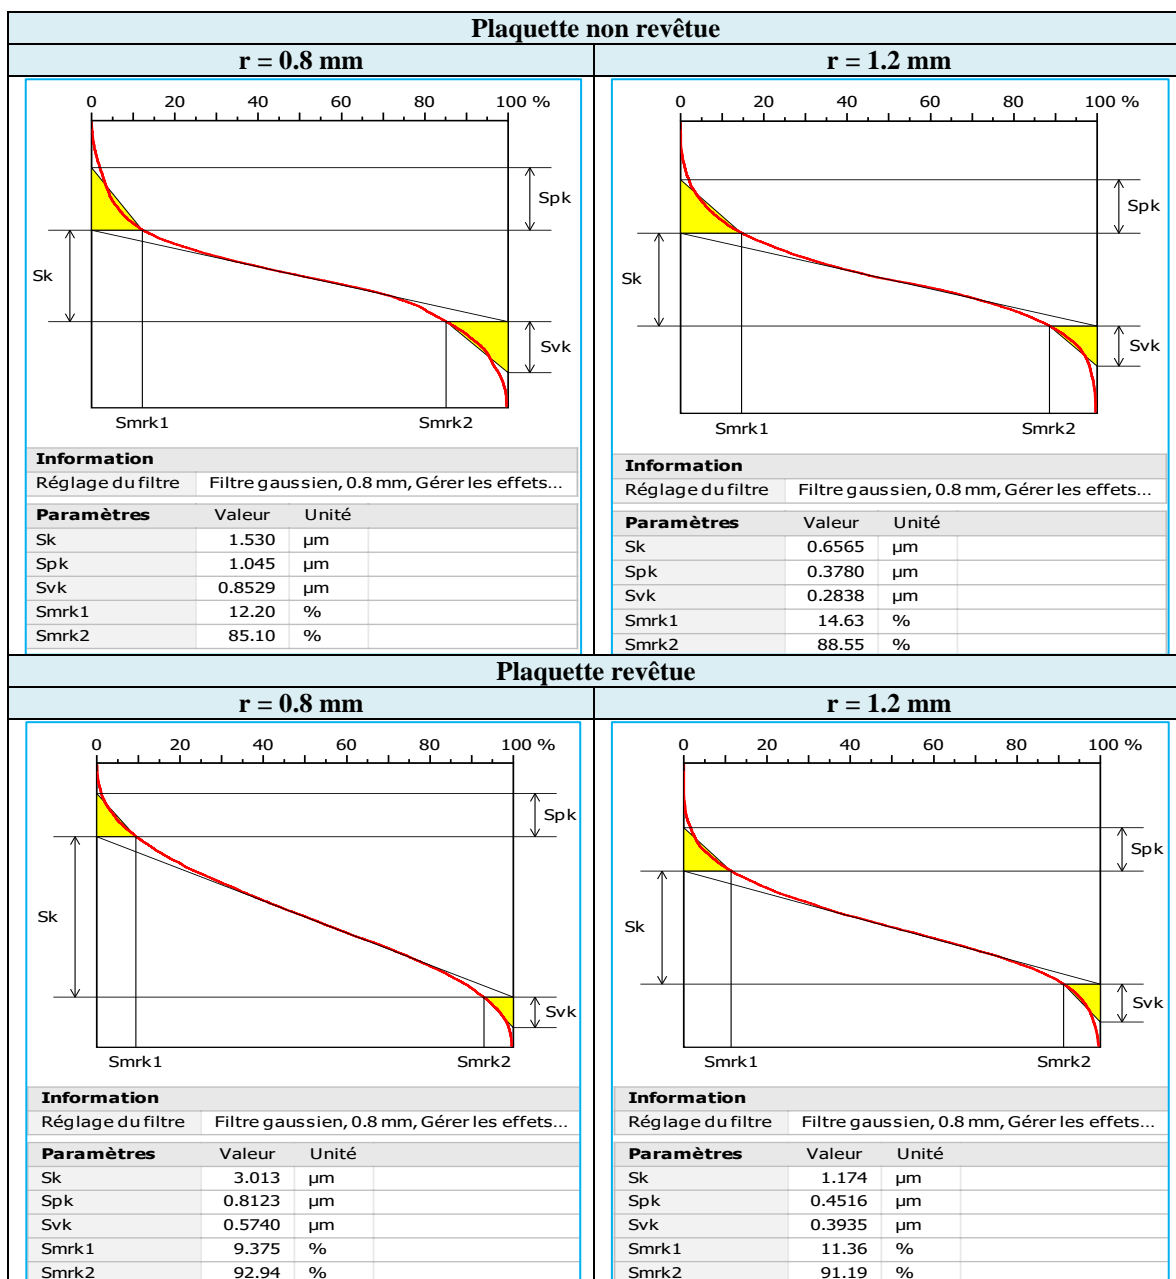 Plaquette non revêtue
r = 0.8 mm
r = 1.2 mm
0 20 40 60 80 100 %
Spk
Sk
Svk
Smrk1 Smrk2
Information
Réglage du filtre Filtre gaussien, 0.8 mm, Gérer les effets...
Paramètres Valeur Unité
Sk 1.530 µm
Spk 1.045 µm
Svk 0.8529 µm
Smrk1 12.20 %
Smrk2 85.10 %
0 20 40 60 80 100 %
Spk
Sk
Svk
Smrk1 Smrk2
Information
Réglage du filtre Filtre gaussien, 0.8 mm, Gérer les effets...
Paramètres Valeur Unité
Sk 0.6565 µm
Spk 0.3780 µm
Svk 0.2838 µm
Smrk1 14.63 %
Smrk2 88.55 %
Plaquette revêtue
r = 0.8 mm
r = 1.2 mm
0 20 40 60 80 100 %
Spk
Sk
Svk
Smrk1 Smrk2
Information
Réglage du filtre Filtre gaussien, 0.8 mm, Gérer les effets...
Paramètres Valeur Unité
Sk 3.013 µm
Spk 0.8123 µm
Svk 0.5740 µm
Smrk1 9.375 %
Smrk2 92.94 %
0 20 40 60 80 100 %
Spk
Sk
Svk
Smrk1 Smrk2
Information
Réglage du filtre Filtre gaussien, 0.8 mm, Gérer les effets...
Paramètres Valeur Unité
Sk 1.174 µm
Spk 0.4516 µm
Svk 0.3935 µm
Smrk1 11.36 %
Smrk2 91.19 %